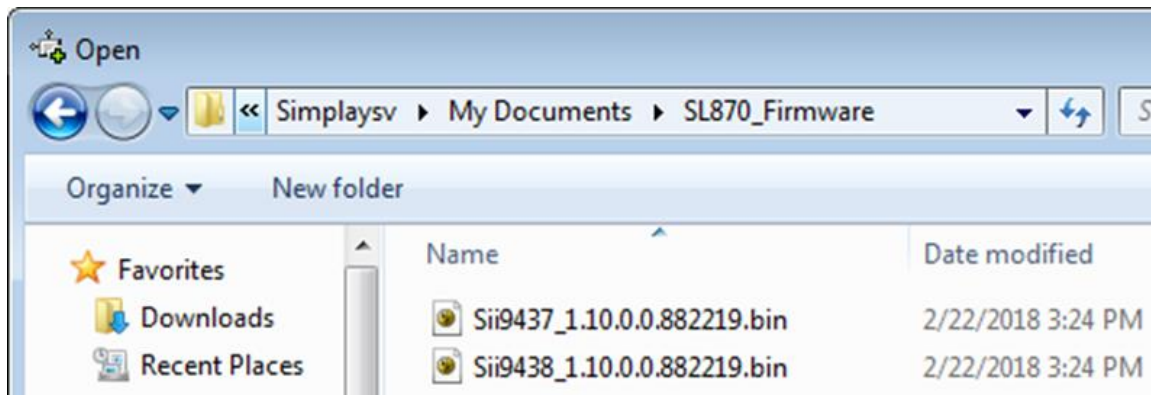 Open
« Simplaysv ▸ My Documents ▸ SL870_Firmware
Organize ▾ New folder
Name Date modified
Favorites
Downloads
Recent Places
Sii9437_1.10.0.0.882219.bin 2/22/2018 3:24 PM
Sii9438_1.10.0.0.882219.bin 2/22/2018 3:24 PM